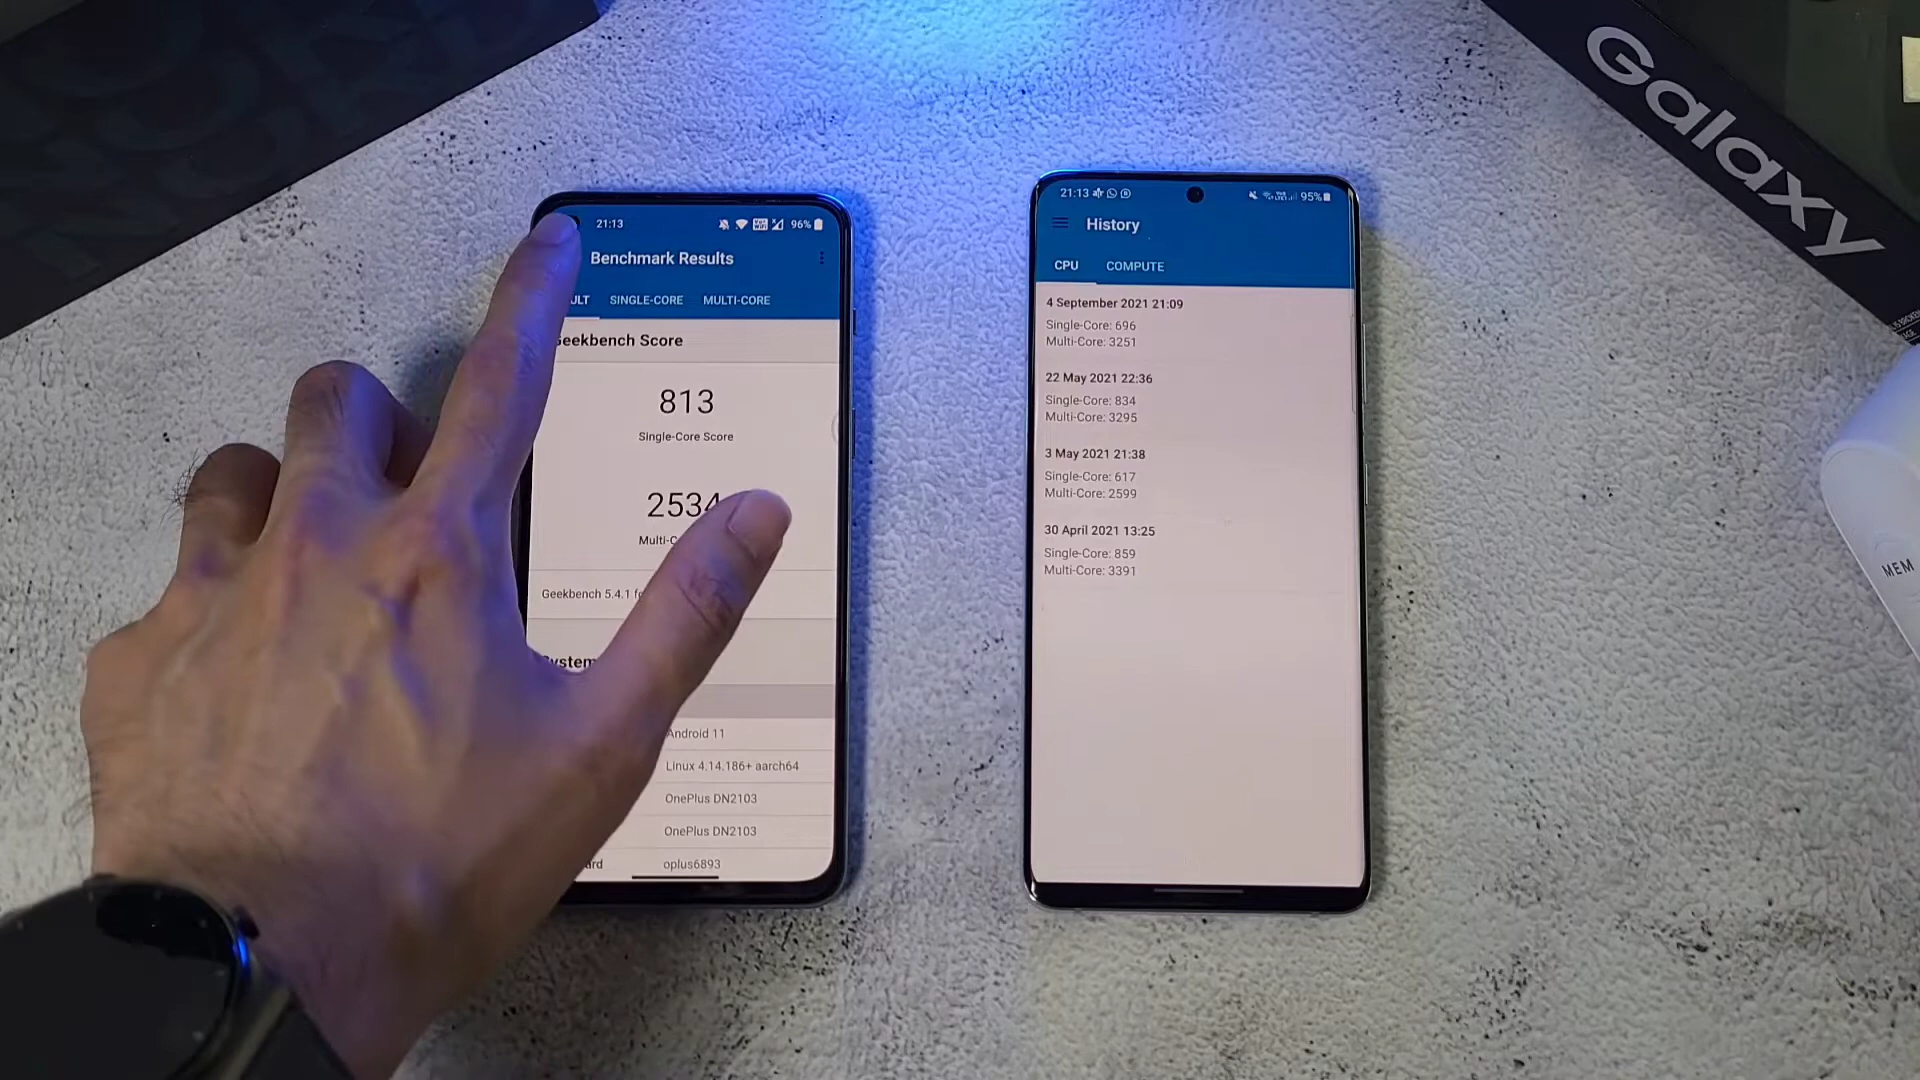 Galaxy
21:13
96%
Benchmark Results
ULT SINGLE-CORE MULTI-CORE
Geekbench Score
813
Single-Core Score
2534
Multi-C
Geekbench 5.4.1 fo
System
Android 11
Linux 4.14.186+ aarch64
OnePlus DN2103
OnePlus DN2103
ard oplus6893
21:13
95%
History
CPU COMPUTE
4 September 2021 21:09
Single-Core: 696
Multi-Core: 3251
22 May 2021 22:36
Single-Core: 834
Multi-Core: 3295
3 May 2021 21:38
Single-Core: 617
Multi-Core: 2599
30 April 2021 13:25
Single-Core: 859
Multi-Core: 3391
MEM